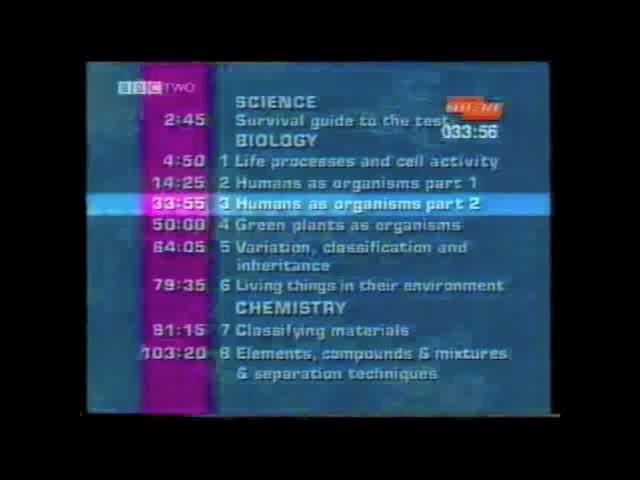 BBC TWO
SCIENCE
2:45 Survival guide to the test
033:56
BIOLOGY
4:50 1 Life processes and cell activity
14:25 2 Humans as organisms part 1
33:55 3 Humans as organisms part 2
50:00 4 Green plants as organisms
64:05 5 Variation, classification and
inheritance
79:35 6 Living things in their environment
CHEMISTRY
91:15 7 Classifying materials
103:20 8 Elements, compounds & mixtures
& separation techniques